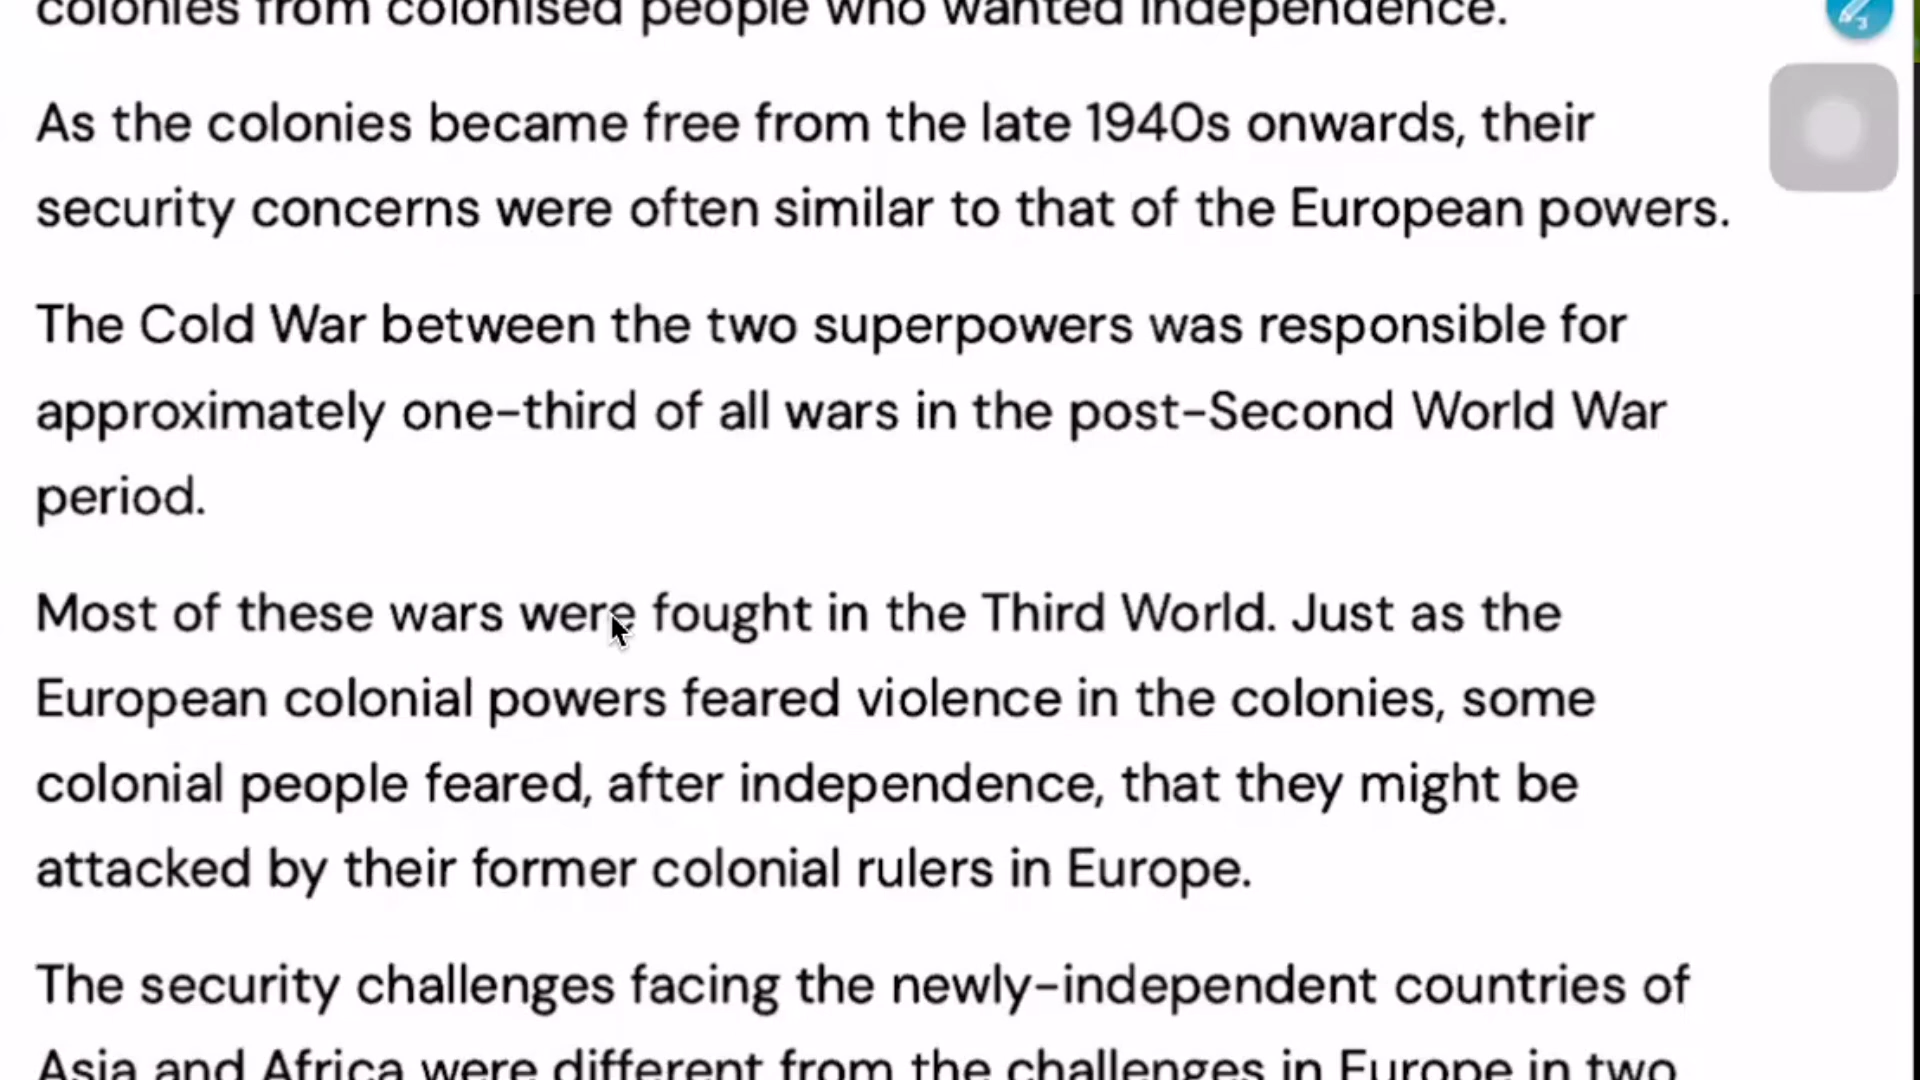 colonies from colonised people who wanted independence.
As the colonies became free from the late 1940s onwards, their
security concerns were often similar to that of the European powers.
The Cold War between the two superpowers was responsible for
approximately one-third of all wars in the post-Second World War
period.
Most of these wars were fought in the Third World. Just as the
European colonial powers feared violence in the colonies, some
colonial people feared, after independence, that they might be
attacked by their former colonial rulers in Europe.
The security challenges facing the newly-independent countries of
Asia and Africa were different from the challenges in Europe in two